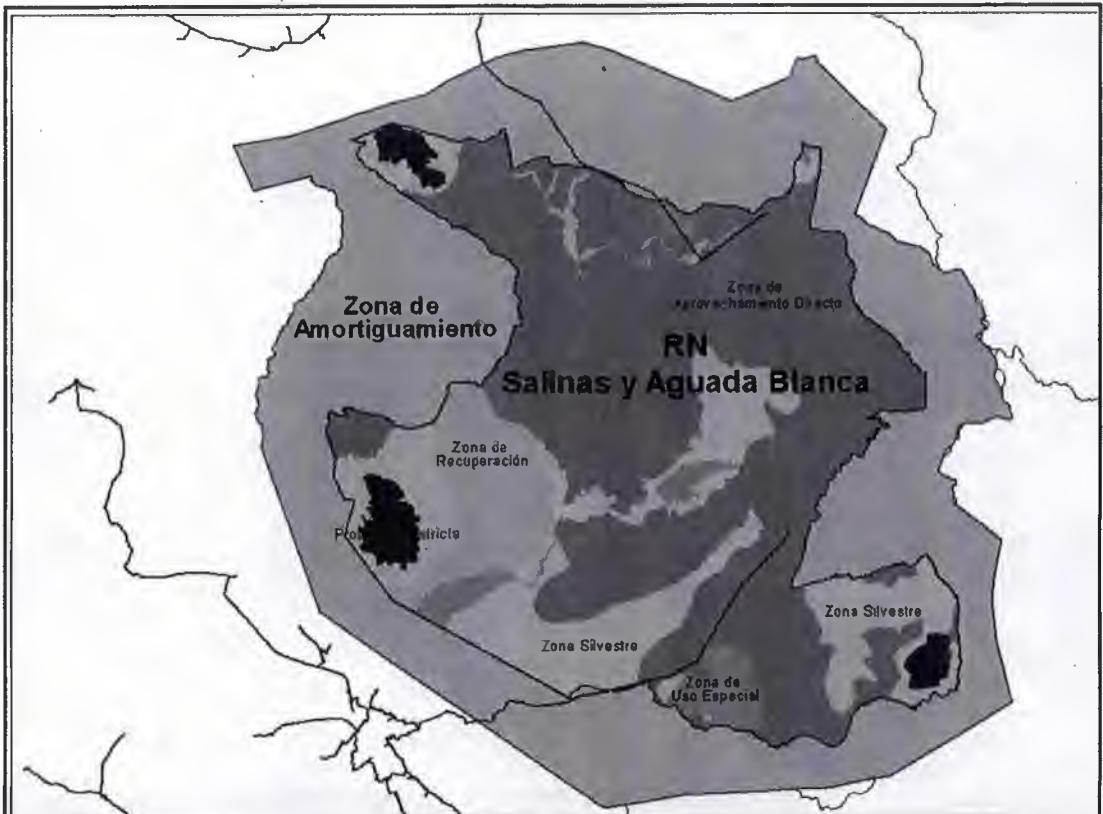 Zona de
Amortiguamiento
Zona de
Aprovechamiento Directo
RN
Salinas y Aguada Blanca
Zona de
Recuperación
Zona Silvestre
Zona Silvestre
Zona de
Uso Especial